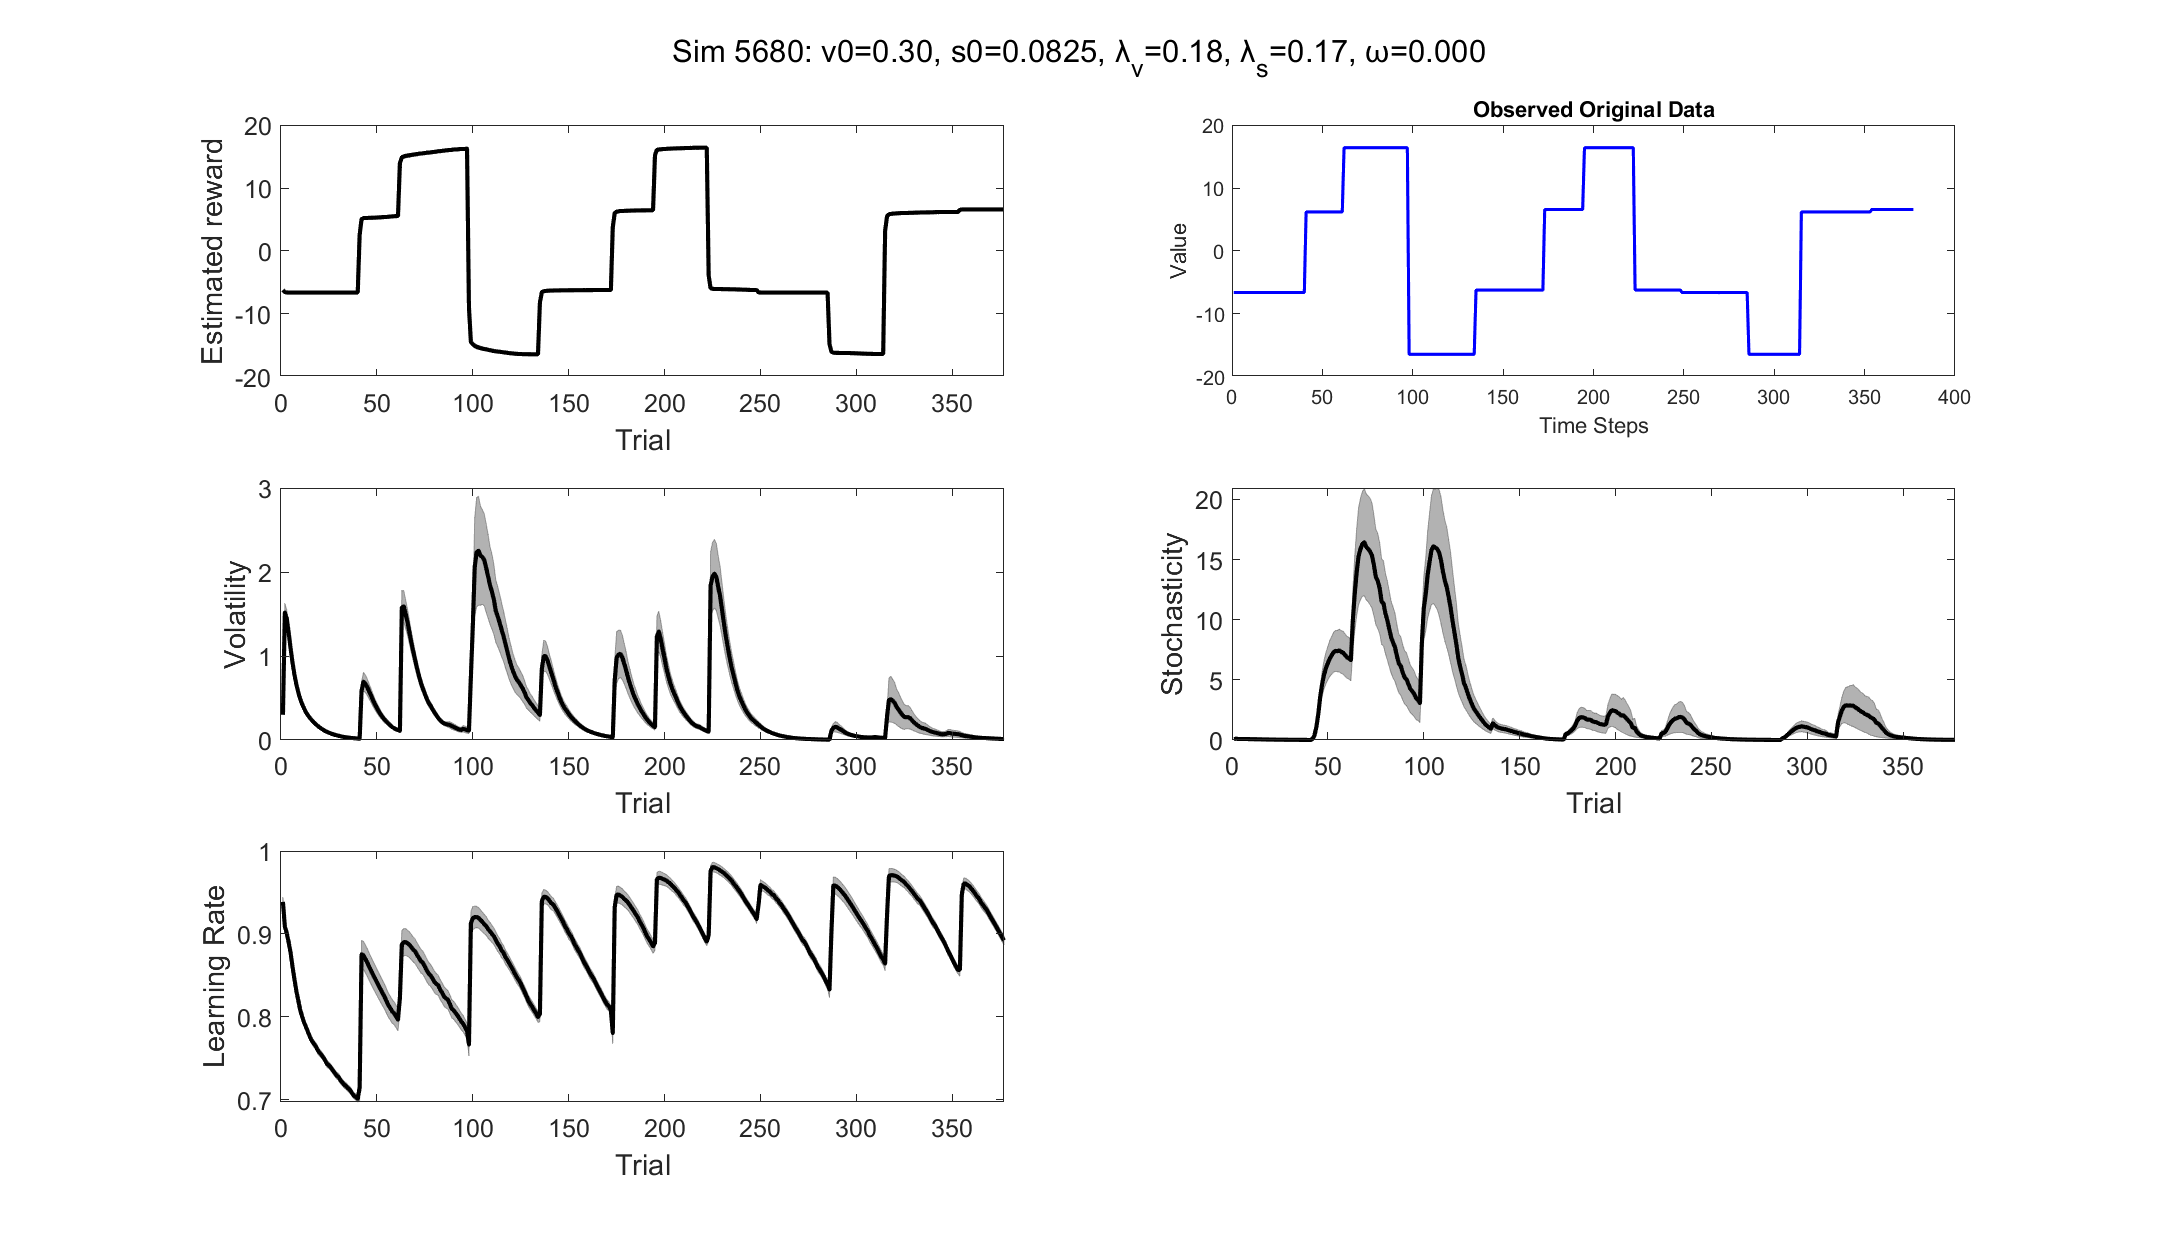 Sim 5680: v0=0.30, s0=0.0825, λv=0.18, λs=0.17, ω=0.000
Estimated reward
20
10
0
-10
-20
0 50 100 150 200 250 300 350
Trial
Observed Original Data
Value
20
10
0
-10
-20
0 50 100 150 200 250 300 350 400
Time Steps
Volatility
3
2
1
0
0 50 100 150 200 250 300 350
Trial
Stochasticity
20
15
10
5
0
0 50 100 150 200 250 300 350
Trial
Learning Rate
1
0.9
0.8
0.7
0 50 100 150 200 250 300 350
Trial